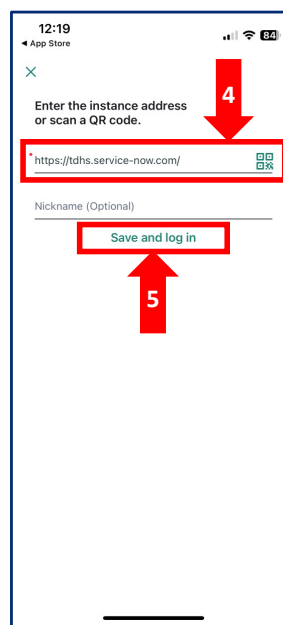 12:19
84
◀ App Store
4
Enter the instance address
or scan a QR code.
* https://tdhs.service-now.com/
Nickname (Optional)
Save and log in
5